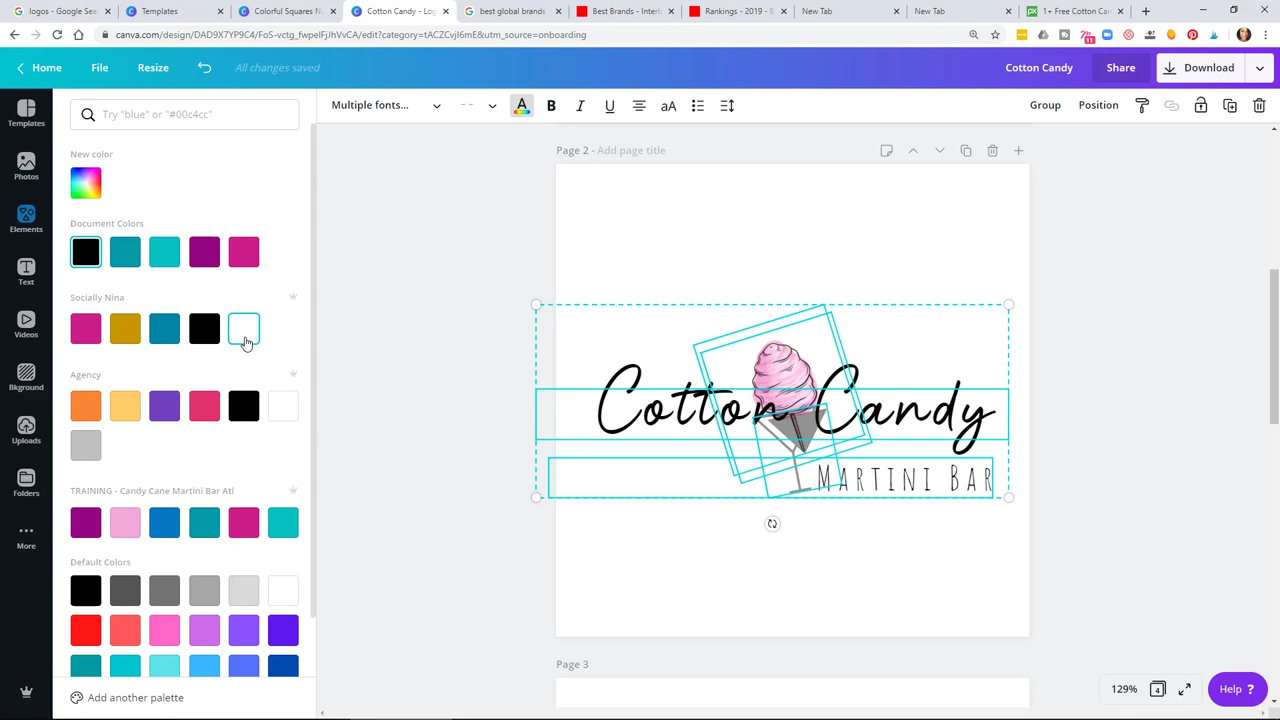 logos - Google Search
Templates
Colorful Squares N
Cotton Candy - Log
best global brands
Best Brands - Interb
Rankings - 2019 - B
New Tab
New Tab
1+ Free Cotton Can
canva.com/design/DAD9X7YP9C4/FoS-vctg_fwpelFJhVvCA/edit?category=tACZCvjI6mE&utm_source=onboarding
Home
File
Resize
All changes saved
Cotton Candy
Share
Download
Templates
Photos
Elements
Text
Videos
Bkground
Uploads
Folders
More
Try "blue" or "#00c4cc"
New color
Document Colors
Socially Nina
Agency
TRAINING - Candy Cane Martini Bar Atl
Default Colors
Add another palette
Multiple fonts...
B
I
U
aA
Group
Position
Page 2 - Add page title
Cotton Candy
MARTINI BAR
Page 3
129%
4
Help ?